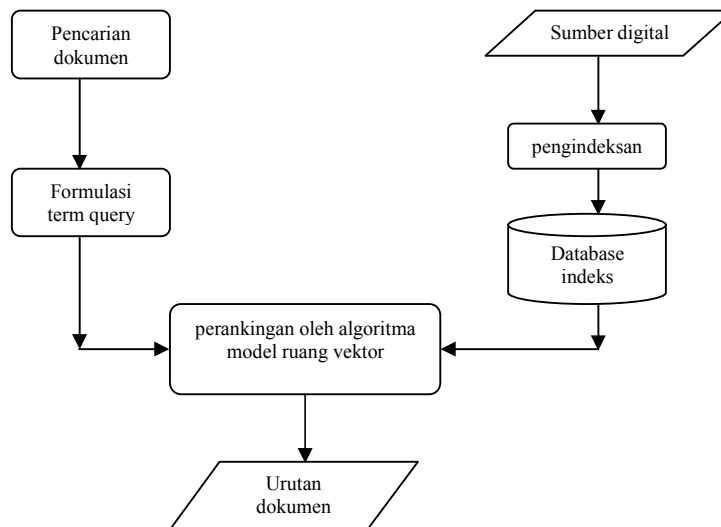 Pencarian
dokumen
Sumber digital
pengindeksan
Formulasi
term query
Database
indeks
perankingan oleh algoritma
model ruang vektor
Urutan
dokumen